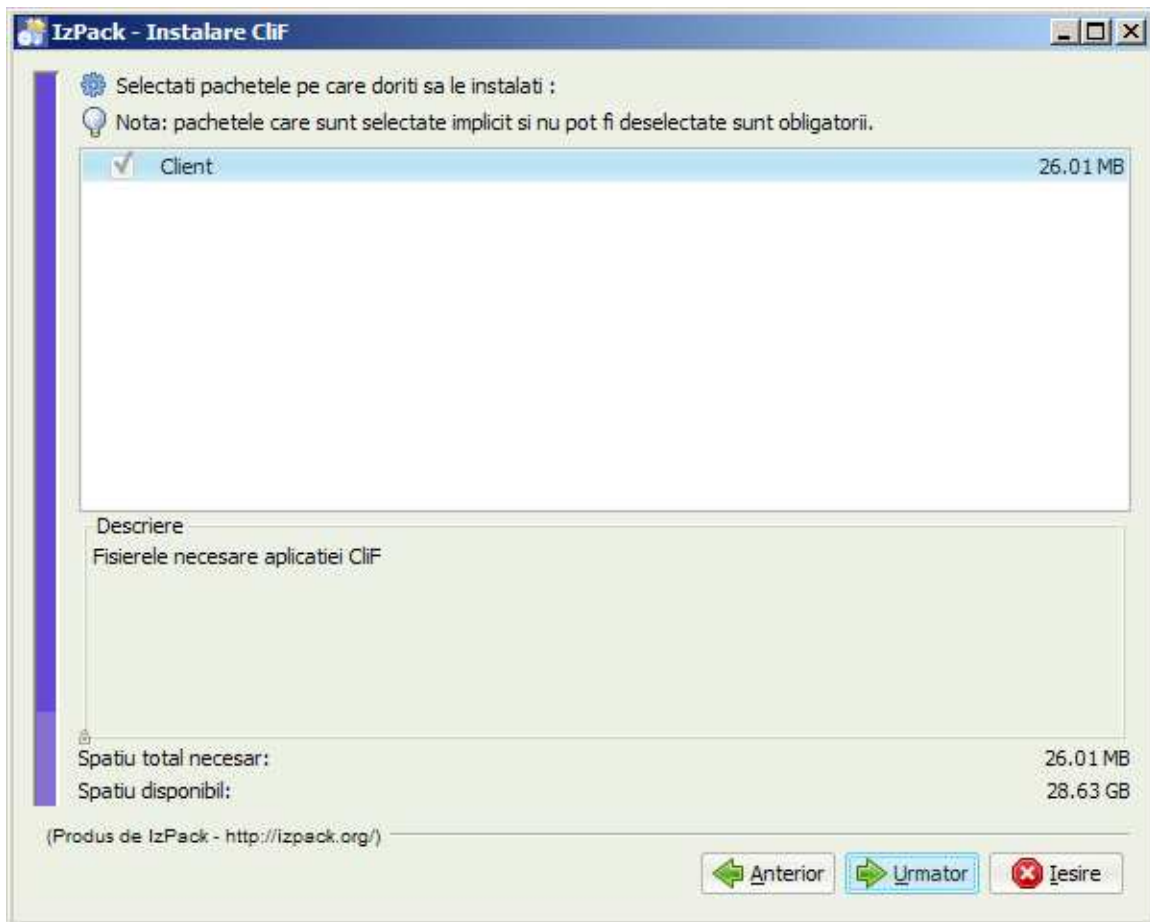 IzPack - Instalare CliF
Selectati pachetele pe care doriti sa le instalati :
Nota: pachetele care sunt selectate implicit si nu pot fi deselectate sunt obligatorii.
Client 26.01 MB
Descriere
Fisierele necesare aplicatiei CliF
Spatiu total necesar: 26.01 MB
Spatiu disponibil: 28.63 GB
(Produs de IzPack - http://izpack.org/)
Anterior Urmator Iesire